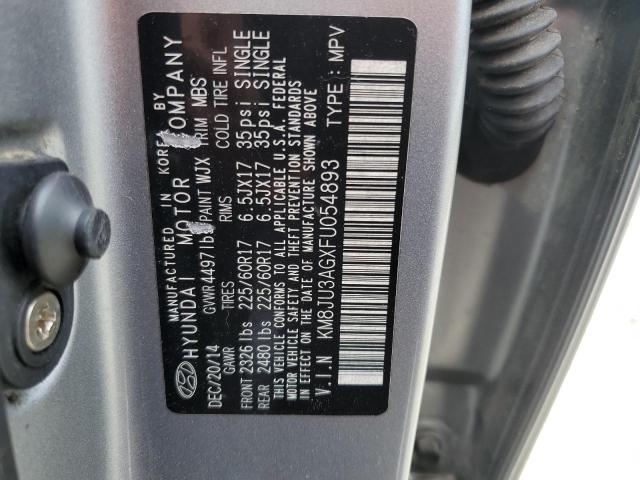 MANUFACTURED IN KOREA BY
HYUNDAI MOTOR COMPANY
DEC/20/14 GVWR 4497lbs PAINT WJX TRIM MBS
GAWR TIRES RIMS COLD TIRE INFL
FRONT 2326 lbs 225/60R17 6.5JX17 35psi SINGLE
REAR 2480 lbs 225/60R17 6.5JX17 35psi SINGLE
THIS VEHICLE CONFORMS TO ALL APPLICABLE U.S.A. FEDERAL
MOTOR VEHICLE SAFETY AND THEFT PREVENTION STANDARDS
IN EFFECT ON THE DATE OF MANUFACTURE SHOWN ABOVE
V.I.N KM8JU3AGXFU054893 TYPE: MPV